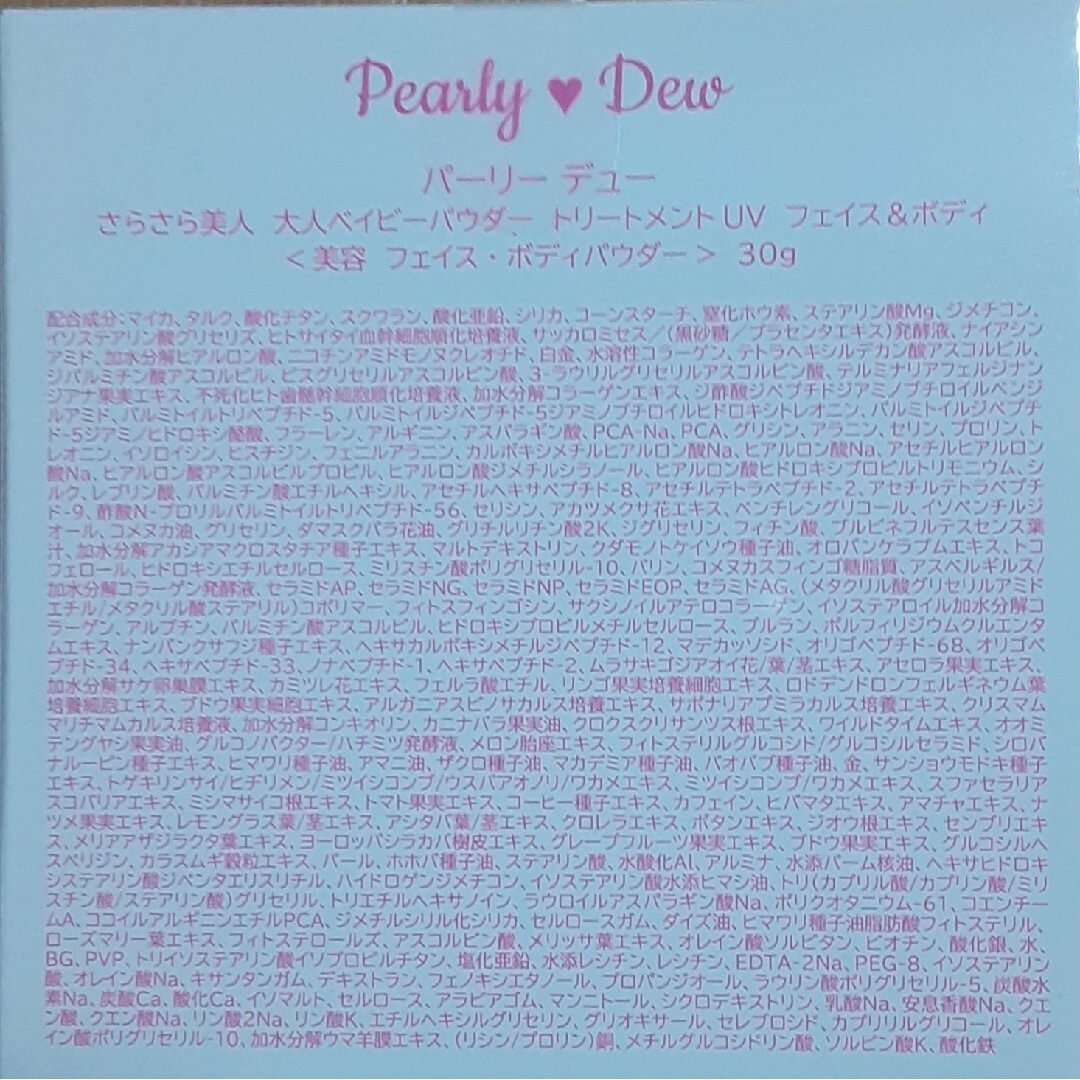 Pearly ♥ Dew
パーリー デュー
さらさら美人 大人ベイビーパウダー トリートメントUV フェイス&ボディ
<美容 フェイス・ボディパウダー> 30g
配合成分:マイカ、タルク、酸化チタン、スクワラン、酸化亜鉛、シリカ、コーンスターチ、窒化ホウ素、ステアリン酸Mg、ジメチコン、
イソステアリン酸グリセリズ、ヒトサイタイ血幹細胞順化培養液、サッカロミセス/(黒砂糖/プラセンタエキス)発酵液、ナイアシン
アミド、加水分解ヒアルロン酸、ニコチンアミドモノヌクレオチド、白金、水溶性コラーゲン、テトラヘキシルデカン酸アスコルビル、
ジパルミチン酸アスコルビル、ビスグリセリルアスコルビン酸、3-ラウリルグリセリルアスコルビン酸、テルミナリアフェルジナン
ジアナ果実エキス、不死化ヒト歯髄幹細胞順化培養液、加水分解コラーゲンエキス、ジ酢酸ジペプチドジアミノブチロイルベンジ
ルアミド、パルミトイルトリペプチド-5、パルミトイルジペプチド-5ジアミノブチロイルヒドロキシトレオニン、パルミトイルジペプチ
ド-5ジアミノヒドロキシ酪酸、フラーレン、アルギニン、アスパラギン酸、PCA-Na、PCA、グリシン、アラニン、セリン、プロリン、ト
レオニン、イソロイシン、ヒスチジン、フェニルアラニン、カルボキシメチルヒアルロン酸Na、ヒアルロン酸Na、アセチルヒアルロン
酸Na、ヒアルロン酸アスコルビルプロピル、ヒアルロン酸ジメチルシラノール、ヒアルロン酸ヒドロキシプロピルトリモニウム、シ
ルク、レブリン酸、パルミチン酸エチルヘキシル、アセチルヘキサペプチド-8、アセチルテトラペプチド-2、アセチルテトラペプチ
ド-9、酢酸N-プロリルパルミトイルトリペプチド-56、セリシン、アカツメクサ花エキス、ペンチレングリコール、イソペンチルジ
オール、コメヌカ油、グリセリン、ダマスクバラ花油、グリチルリチン酸2K、ジグリセリン、フィチン酸、ブルビネフルテスセンス葉
汁、加水分解アカシアマクロスタチア種子エキス、マルトデキストリン、クダモノトケイソウ種子油、オロバンケラプムエキス、トコ
フェロール、ヒドロキシエチルセルロース、ミリスチン酸ポリグリセリル-10、バリン、コメヌカスフィンゴ糖脂質、アスペルギルス/
加水分解コラーゲン発酵液、セラミドAP、セラミドNG、セラミドNP、セラミドEOP、セラミドAG、(メタクリル酸グリセリルアミド
エチル/メタクリル酸ステアリル)コポリマー、フィトスフィンゴシン、サクシノイルアテロコラーゲン、イソステアロイル加水分解コ
ラーゲン、アルブチン、パルミチン酸アスコルビル、ヒドロキシプロピルメチルセルロース、プルラン、ポルフィリジウムクルエンタ
ムエキス、ナンバンクサフジ種子エキス、ヘキサカルボキシメチルジペプチド-12、マデカッソシド、オリゴペプチド-68、オリゴペ
プチド-34、ヘキサペプチド-33、ノナペプチド-1、ヘキサペプチド-2、ムラサキゴジアオイ花/葉/茎エキス、アセロラ果実エキス、
加水分解サケ卵巣膜エキス、カミツレ花エキス、フェルラ酸エチル、リンゴ果実培養細胞エキス、ロドデンドロンフェルギネウム葉
培養細胞エキス、ブドウ果実細胞エキス、アルガニアスピノサカルス培養エキス、サポナリアプミラカルス培養エキス、クリスマム
マリチマムカルス培養液、加水分解コンキオリン、カニナバラ果実油、クロクスクリサンツス根エキス、ワイルドタイムエキス、オオミ
テングヤシ果実油、グルコノバクター/ハチミツ発酵液、メロン胎座エキス、フィトステリルグルコシド/グルコシルセラミド、シロバ
ナルーピン種子エキス、ヒマワリ種子油、アマニ油、ザクロ種子油、マカデミア種子油、バオバブ種子油、金、サンショウモドキ種子
エキス、トゲキリンサイ/ヒヂリメン/ミツイシコンブ/ウスバアオノリ/ワカメエキス、ミツイシコンブ/ワカメエキス、スファセラリア
スコパリアエキス、ミシマサイコ根エキス、トマト果実エキス、コーヒー種子エキス、カフェイン、ヒバマタエキス、アマチャエキス、ナ
ツメ果実エキス、レモングラス葉/茎エキス、アシタバ葉/茎エキス、クロレラエキス、ボタンエキス、ジオウ根エキス、センブリエキ
ス、メリアアザジラクタ葉エキス、ヨーロッパシラカバ樹皮エキス、グレープフルーツ果実エキス、ブドウ果実エキス、グルコシルヘ
スペリジン、カラスムギ穀粒エキス、パール、ホホバ種子油、ステアリン酸、水酸化Al、アルミナ、水添パーム核油、ヘキサヒドロキ
システアリン酸ジペンタエリスリチル、ハイドロゲンジメチコン、イソステアリン酸水添ヒマシ油、トリ(カプリル酸/カプリン酸/ミリ
スチン酸/ステアリン酸)グリセリル、トリエチルヘキサノイン、ラウロイルアスパラギン酸Na、ポリクオタニウム-61、コエンチー
ムA、ココイルアルギニンエチルPCA、ジメチルシリル化シリカ、セルロースガム、ダイズ油、ヒマワリ種子油脂肪酸フィトステリル、
ローズマリー葉エキス、フィトステロールズ、アスコルビン酸、メリッサ葉エキス、オレイン酸ソルビタン、ビオチン、酸化銀、水、
BG、PVP、トリイソステアリン酸イソプロピルチタン、塩化亜鉛、水添レシチン、レシチン、EDTA-2Na、PEG-8、イソステアリン
酸、オレイン酸Na、キサンタンガム、デキストラン、フェノキシエタノール、プロパンジオール、ラウリン酸ポリグリセリル-5、炭酸水
素Na、炭酸Ca、酸化Ca、イソマルト、セルロース、アラビアゴム、マンニトール、シクロデキストリン、乳酸Na、安息香酸Na、クエ
ン酸、クエン酸Na、リン酸2Na、リン酸K、エチルヘキシルグリセリン、グリオキサール、セレブロシド、カプリリルグリコール、オレ
イン酸ポリグリセリル-10、加水分解ウマ羊膜エキス、(リシン/プロリン)銅、メチルグルコシドリン酸、ソルビン酸K、酸化鉄